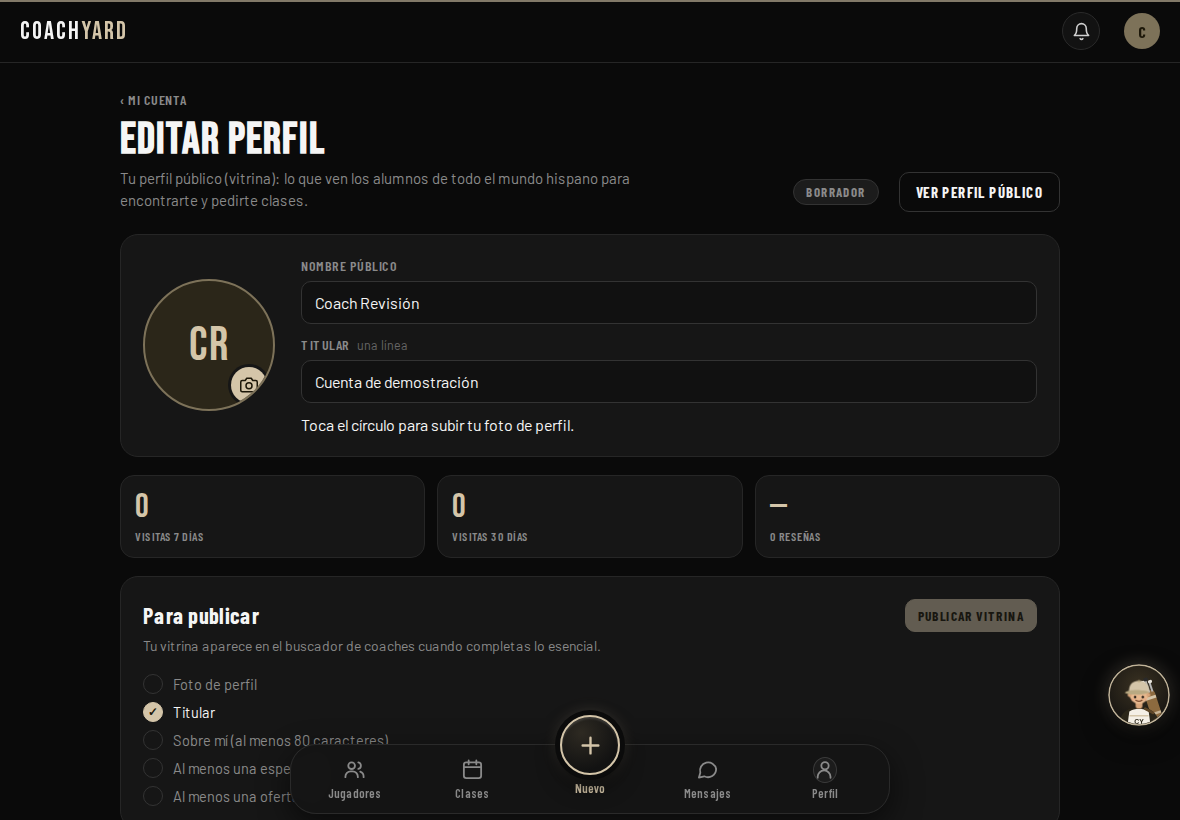 COACHYARD
C
‹ MI CUENTA
EDITAR PERFIL
Tu perfil público (vitrina): lo que ven los alumnos de todo el mundo hispano para
encontrarte y pedirte clases.
BORRADOR
VER PERFIL PÚBLICO
CR
NOMBRE PÚBLICO
Coach Revisión
TITULAR una línea
Cuenta de demostración
Toca el círculo para subir tu foto de perfil.
0
VISITAS 7 DÍAS
0
VISITAS 30 DÍAS
—
0 RESEÑAS
Para publicar
PUBLICAR VITRINA
Tu vitrina aparece en el buscador de coaches cuando completas lo esencial.
Foto de perfil
Titular
Sobre mí (al menos 80 caracteres)
Al menos una espe
Al menos una ofert
CY
Jugadores
Clases
Nuevo
Mensajes
Perfil